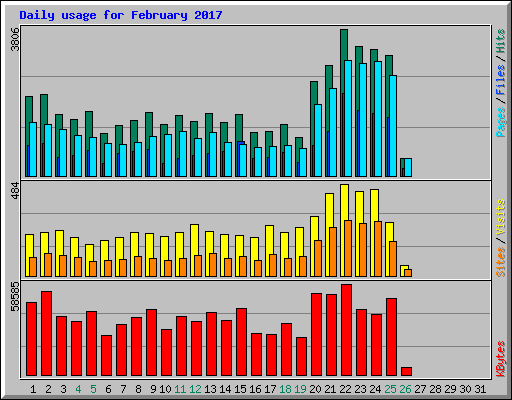 Daily usage for February 2017
3806
Pages / Files / Hits
484
Sites / Visits
58585
KBytes
1 2 3 4 5 6 7 8 9 10 11 12 13 14 15 16 17 18 19 20 21 22 23 24 25 26 27 28 29 30 31